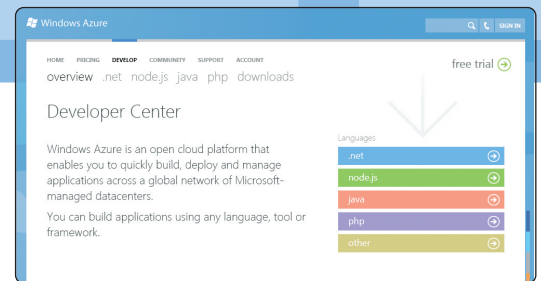 Windows Azure
SIGN IN
HOME PRICING DEVELOP COMMUNITY SUPPORT ACCOUNT
free trial
overview .net node.js java php downloads
Developer Center
Windows Azure is an open cloud platform that
enables you to quickly build, deploy and manage
applications across a global network of Microsoft-
managed datacenters.
You can build applications using any language, tool or
framework.
Languages
.net
node.js
java
php
other